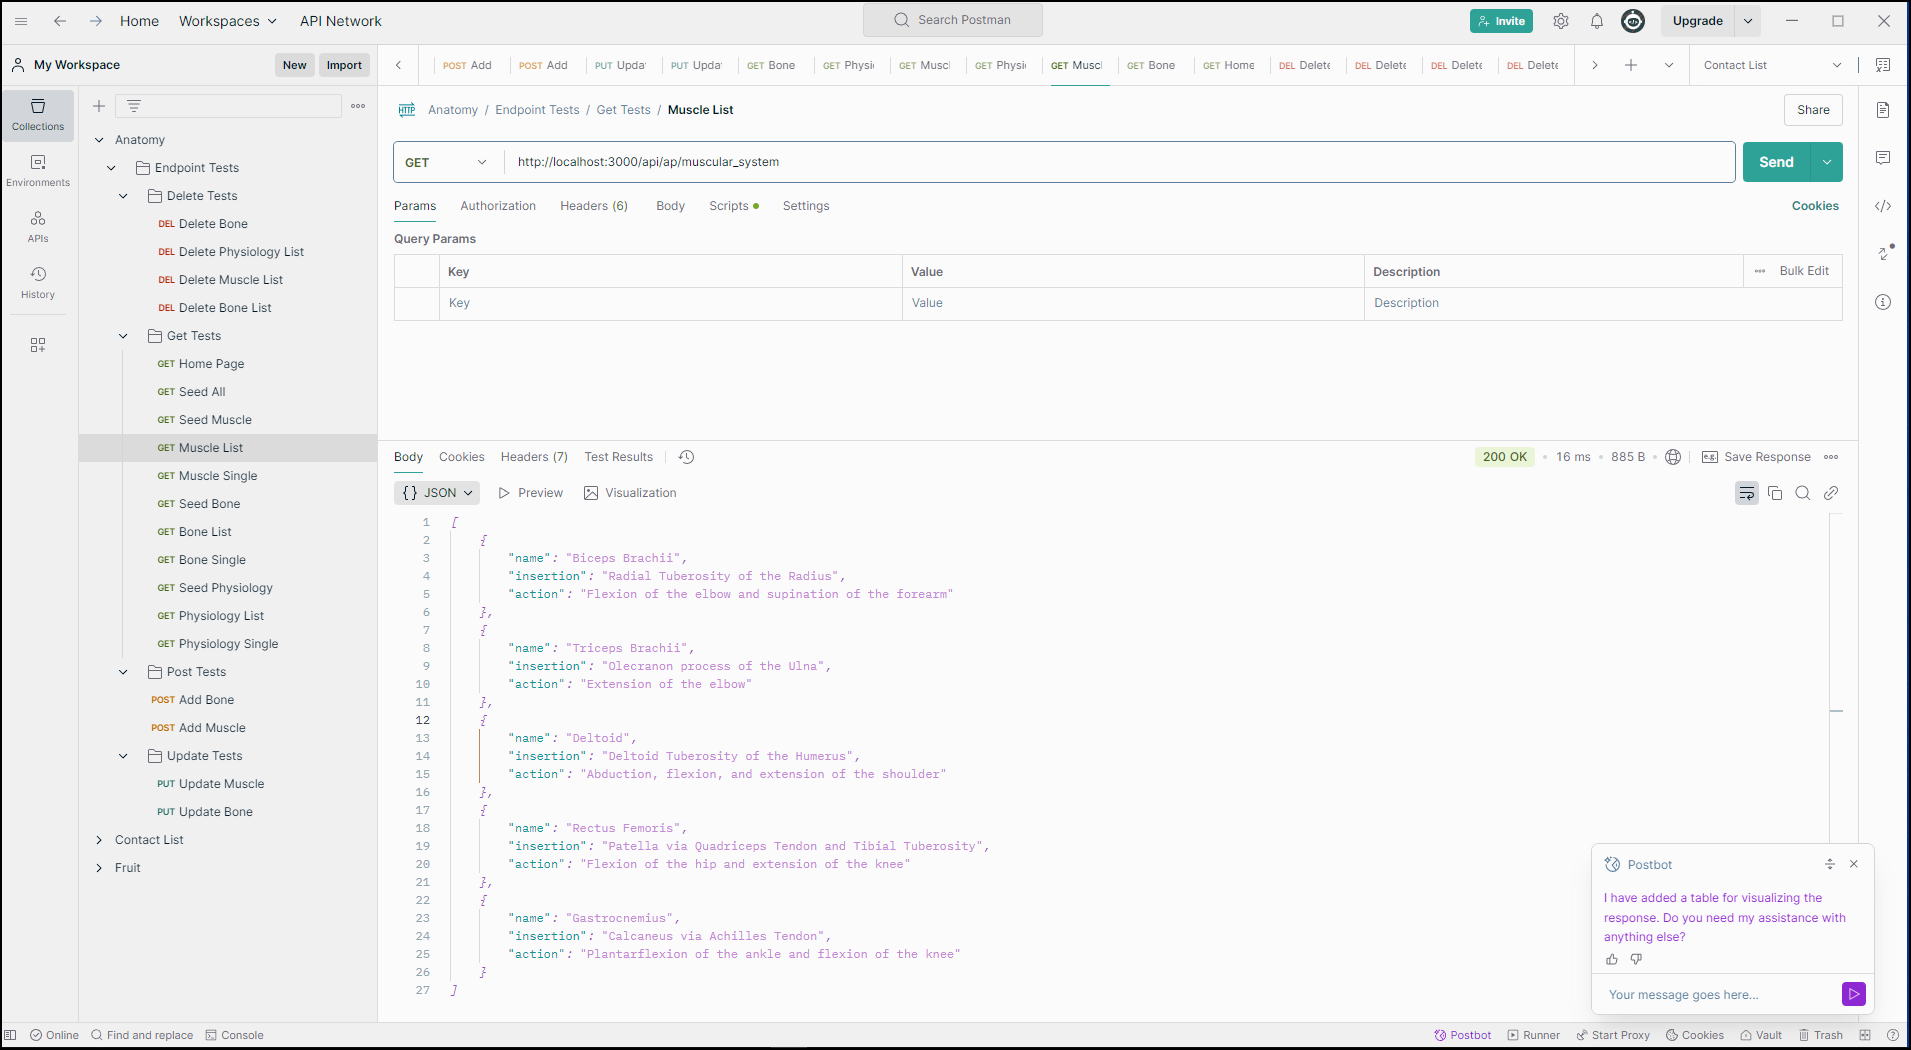 Home Workspaces API Network Search Postman Invite Upgrade
My Workspace New Import
POST Add POST Add PUT Upda PUT Upda GET Bone GET Physi GET Musc GET Physi GET Musc GET Bone GET Home DEL Delete DEL Delete DEL Delete DEL Delete Contact List
Collections
Environments
APIs
History
Anatomy
Endpoint Tests
Delete Tests
DEL Delete Bone
DEL Delete Physiology List
DEL Delete Muscle List
DEL Delete Bone List
Get Tests
GET Home Page
GET Seed All
GET Seed Muscle
GET Muscle List
GET Muscle Single
GET Seed Bone
GET Bone List
GET Bone Single
GET Seed Physiology
GET Physiology List
GET Physiology Single
Post Tests
POST Add Bone
POST Add Muscle
Update Tests
PUT Update Muscle
PUT Update Bone
Contact List
Fruit
HTTP Anatomy / Endpoint Tests / Get Tests / Muscle List Share
GET http://localhost:3000/api/ap/muscular_system Send
Params Authorization Headers (6) Body Scripts Settings Cookies
Query Params
Key Value Description Bulk Edit
Key Value Description
Body Cookies Headers (7) Test Results 200 OK 16 ms 885 B e.g. Save Response
{} JSON Preview Visualization
1 [
2 {
3 "name": "Biceps Brachii",
4 "insertion": "Radial Tuberosity of the Radius",
5 "action": "Flexion of the elbow and supination of the forearm"
6 },
7 {
8 "name": "Triceps Brachii",
9 "insertion": "Olecranon process of the Ulna",
10 "action": "Extension of the elbow"
11 },
12 {
13 "name": "Deltoid",
14 "insertion": "Deltoid Tuberosity of the Humerus",
15 "action": "Abduction, flexion, and extension of the shoulder"
16 },
17 {
18 "name": "Rectus Femoris",
19 "insertion": "Patella via Quadriceps Tendon and Tibial Tuberosity",
20 "action": "Flexion of the hip and extension of the knee"
21 },
22 {
23 "name": "Gastrocnemius",
24 "insertion": "Calcaneus via Achilles Tendon",
25 "action": "Plantarflexion of the ankle and flexion of the knee"
26 }
27 ]
Postbot
I have added a table for visualizing the
response. Do you need my assistance with
anything else?
Your message goes here...
Online Find and replace Console Postbot Runner Start Proxy Cookies Vault Trash